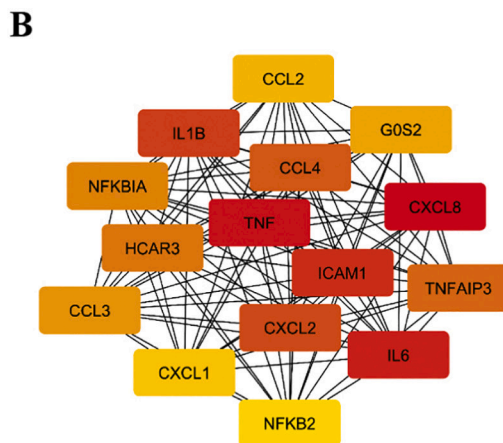 B
CCL2
IL1B
G0S2
CCL4
NFKBIA
CXCL8
TNF
HCAR3
ICAM1
TNFAIP3
CCL3
CXCL2
IL6
CXCL1
NFKB2